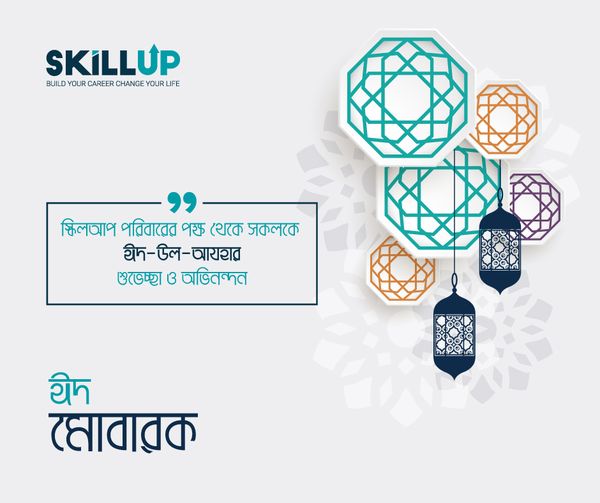 SKILLUP
BUILD YOUR CAREER CHANGE YOUR LIFE
স্কিলআপ পরিবারের পক্ষ থেকে সকলকে
ঈদ-উল-আযহার
শুভেচ্ছা ও অভিনন্দন
ঈদ
মোবারক